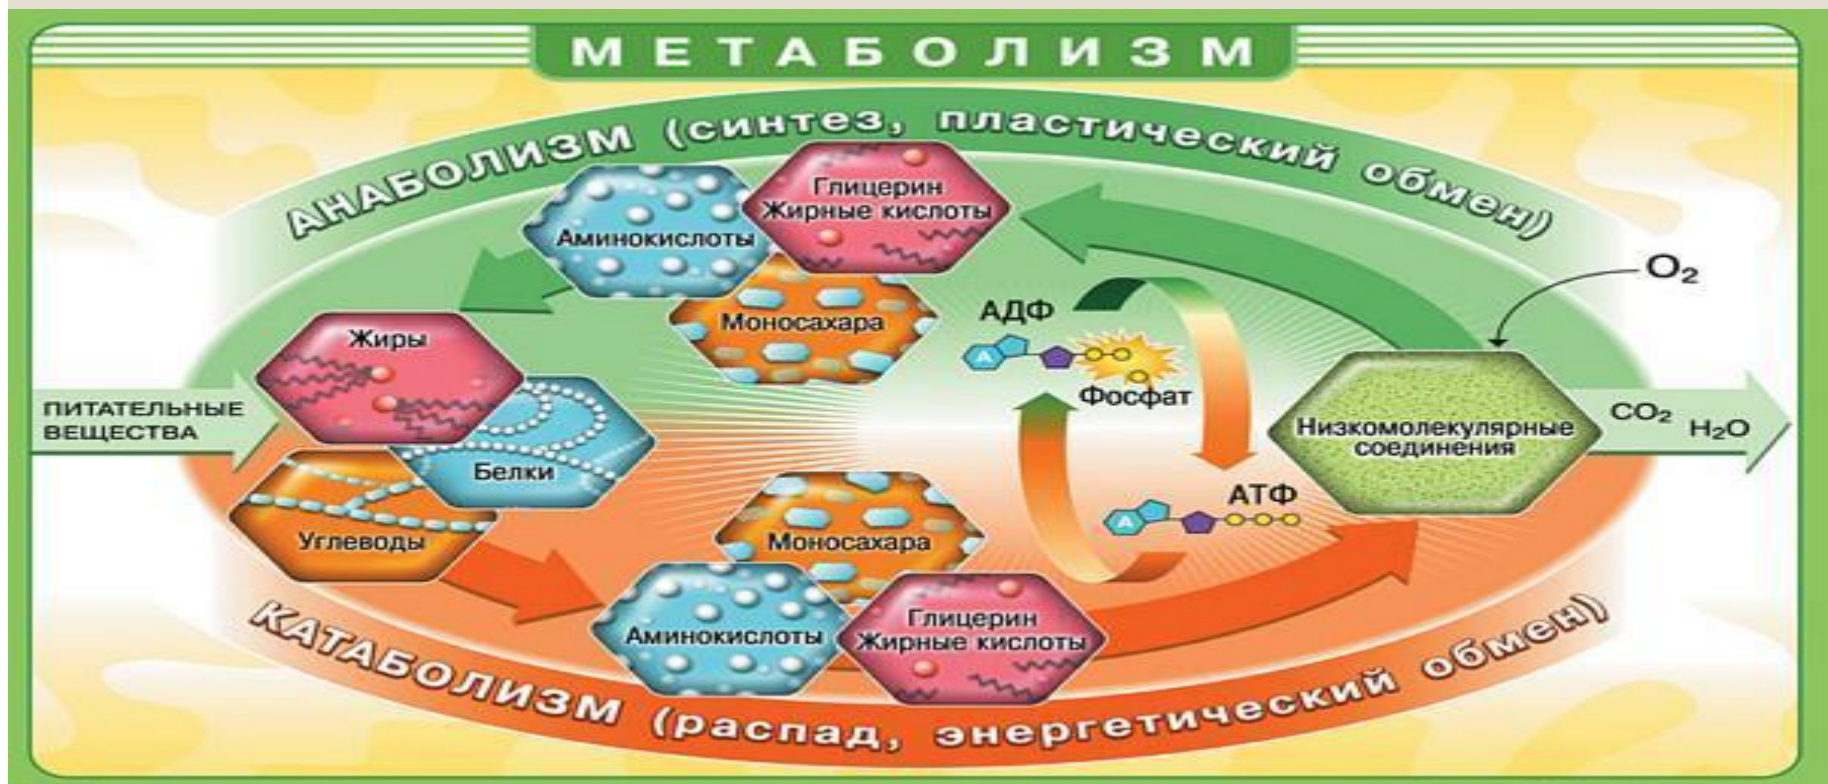 МЕТАБОЛИЗМ
АНАБОЛИЗМ (синтез, пластический обмен)
Глицерин
Жирные кислоты
Аминокислоты
Моносахара
O₂
АДФ
Фосфат
Жиры
ПИТАТЕЛЬНЫЕ
ВЕЩЕСТВА
Белки
Углеводы
Низкомолекулярные
соединения
CO₂
H₂O
АТФ
A
A
Моносахара
Аминокислоты
Глицерин
Жирные кислоты
КАТАБОЛИЗМ (распад, энергетический обмен)